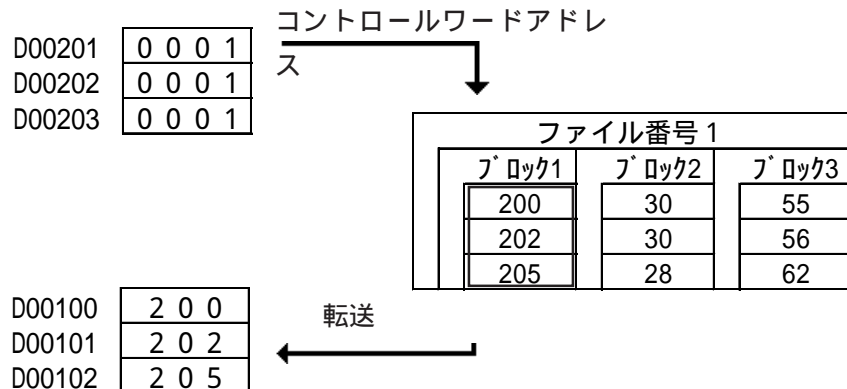 コントロールワードアドレ
ス
D00201 0 0 0 1
D00202 0 0 0 1
D00203 0 0 0 1
ファイル番号 1
ﾌﾞﾛｯｸ1 ﾌﾞﾛｯｸ2 ﾌﾞﾛｯｸ3
200 30 55
202 30 56
205 28 62
転送
D00100 2 0 0
D00101 2 0 2
D00102 2 0 5